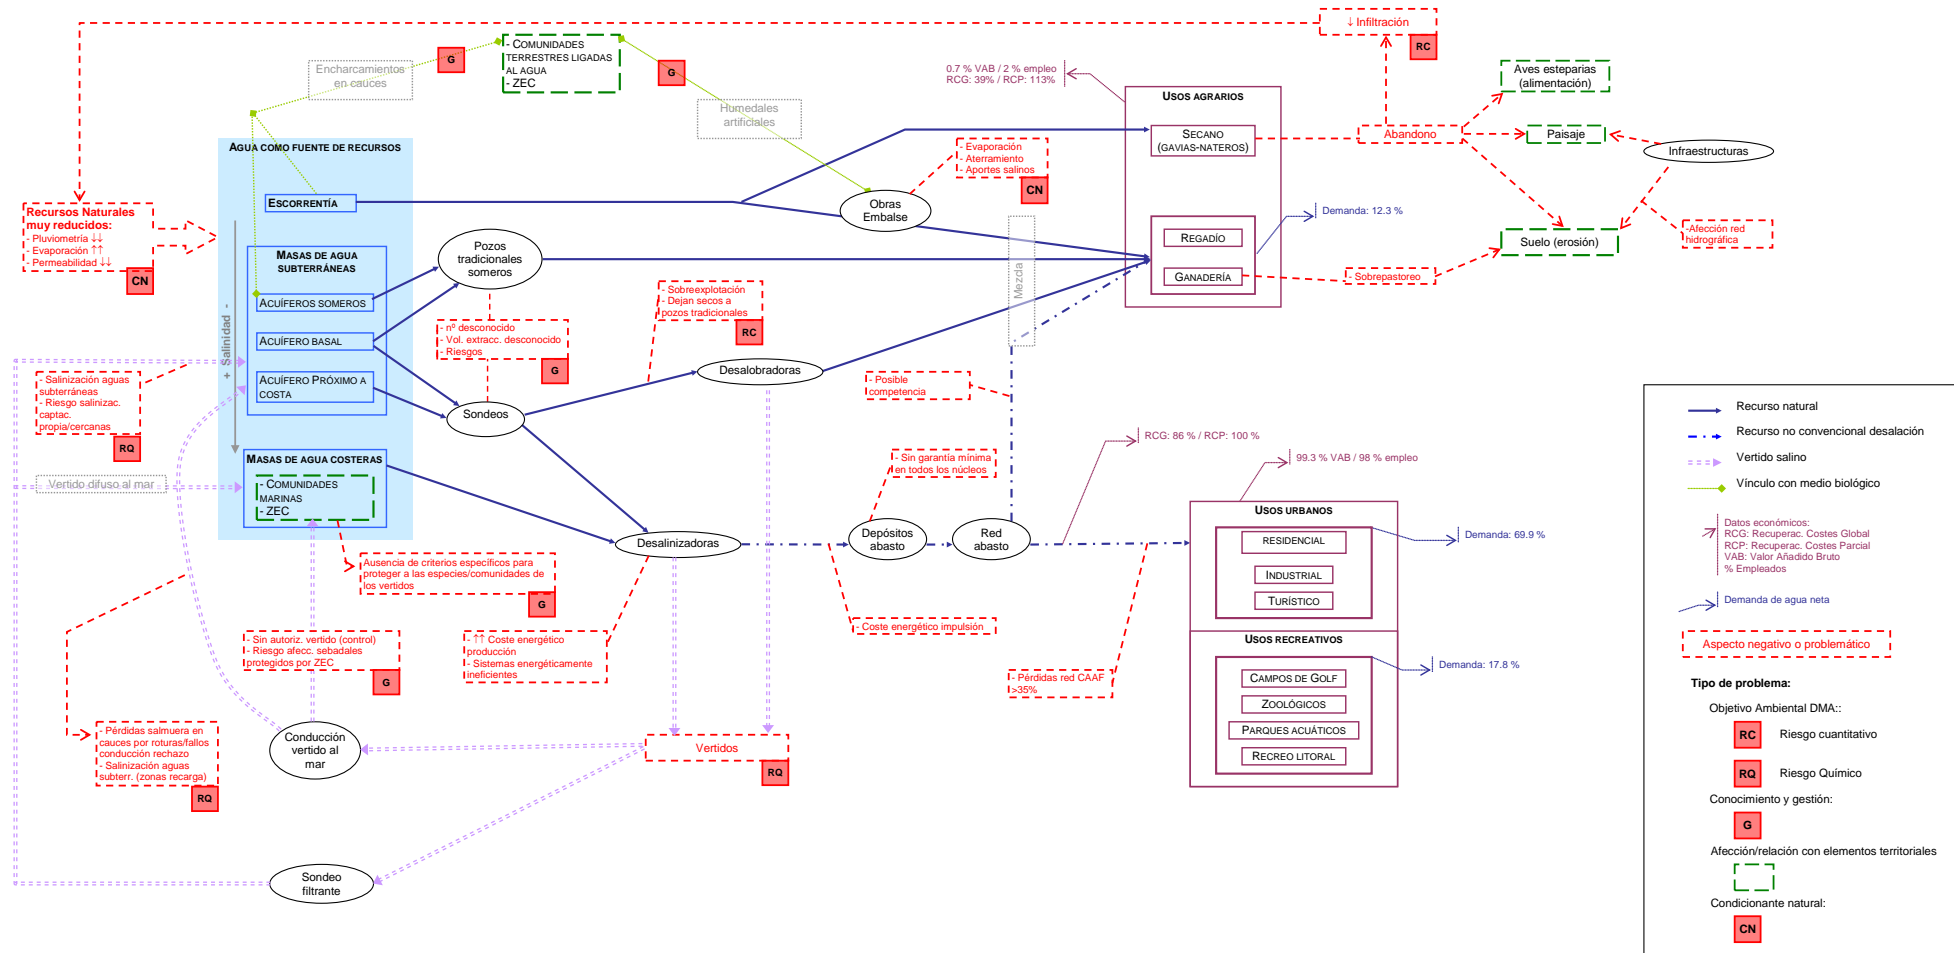 ↓ Infiltración
RC
- COMUNIDADES
TERRESTRES LIGADAS
AL AGUA
- ZEC
G
G
Encharcamientos
en cauces
Humedales
artificiales
0.7 % VAB / 2 % empleo
RCG: 39% / RCP: 113%
USOS AGRARIOS
SECANO
(GAVIAS-NATEROS)
REGADÍO
GANADERÍA
Abandono
Aves esteparias
(alimentación)
Paisaje
Infraestructuras
Suelo (erosión)
-Afección red
hidrográfica
- Sobrepastoreo
Demanda: 12.3 %
AGUA COMO FUENTE DE RECURSOS
ESCORRENTÍA
- Evaporación
- Aterramiento
- Aportes salinos
CN
Obras
Embalse
Recursos Naturales
muy reducidos:
- Pluviometría ↓↓
- Evaporación ↑↑
- Permeabilidad ↓↓
CN
+ Salinidad -
MASAS DE AGUA
SUBTERRÁNEAS
ACUÍFEROS SOMEROS
ACUÍFERO BASAL
ACUÍFERO PRÓXIMO A
COSTA
Pozos
tradicionales
someros
- nº desconocido
- Vol. extracc. desconocido
- Riesgos
G
- Sobreexplotación
- Dejan secos a
pozos tradicionales
RC
Mezcla
Desalobradoras
Sondeos
- Posible
competencia
- Salinización aguas
subterráneas
- Riesgo salinizac.
captac.
propia/cercanas
RQ
Vertido difuso al mar
MASAS DE AGUA COSTERAS
- COMUNIDADES
MARINAS
- ZEC
Ausencia de criterios específicos para
proteger a las especies/comunidades de
los vertidos
G
Desalinizadoras
- Sin garantía mínima
en todos los núcleos
Depósitos
abasto
Red
abasto
RCG: 86 % / RCP: 100 %
99.3 % VAB / 98 % empleo
USOS URBANOS
RESIDENCIAL
INDUSTRIAL
TURÍSTICO
Demanda: 69.9 %
USOS RECREATIVOS
CAMPOS DE GOLF
ZOOLÓGICOS
PARQUES ACUÁTICOS
RECREO LITORAL
Demanda: 17.8 %
- Sin autoriz. vertido (control)
- Riesgo afecc. sebadales
protegidos por ZEC
G
- ↑↑ Coste energético
producción
- Sistemas energéticamente
ineficientes
- Coste energético impulsión
- Pérdidas red CAAF
>35%
- Pérdidas salmuera en
cauces por roturas/fallos
conducción rechazo
- Salinización aguas
subterr. (zonas recarga)
RQ
Conducción
vertido al
mar
Vertidos
RQ
Sondeo
filtrante
Recurso natural
Recurso no convencional desalación
Vertido salino
Vínculo con medio biológico
Datos económicos:
RCG: Recuperac. Costes Global
RCP: Recuperac. Costes Parcial
VAB: Valor Añadido Bruto
% Empleados
Demanda de agua neta
Aspecto negativo o problemático
Tipo de problema:
Objetivo Ambiental DMA::
RC
Riesgo cuantitativo
RQ
Riesgo Químico
Conocimiento y gestión:
G
Afección/relación con elementos territoriales
Condicionante natural:
CN